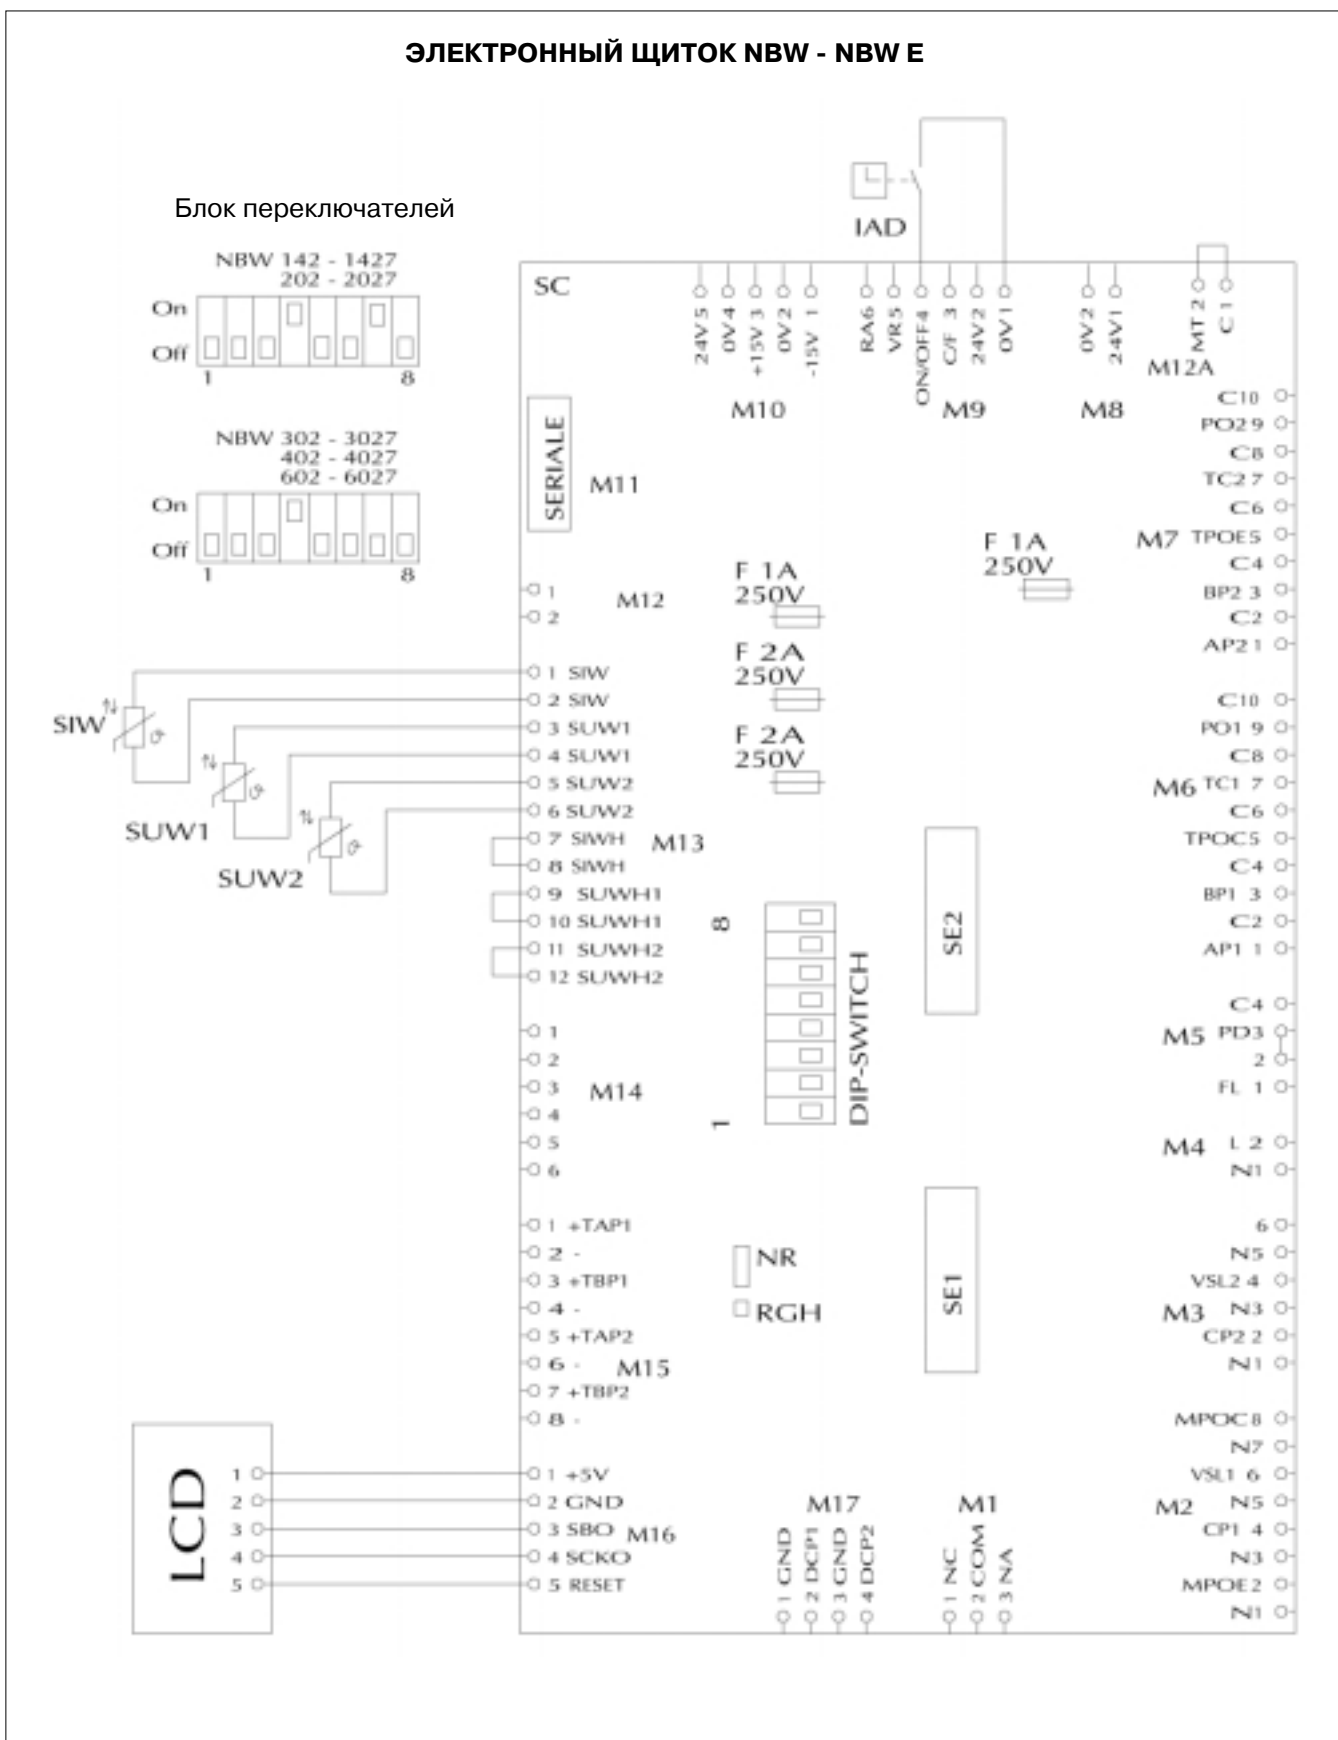 ЭЛЕКТРОННЫЙ ЩИТОК NBW - NBW E
Блок переключателей
NBW 142 - 1427
202 - 2027
On
Off
1 8
NBW 302 - 3027
402 - 4027
602 - 6027
On
Off
1 8
IAD
SC
24V 5
0V 4
+15V 3
0V 2
-15V 1
M10
RA6
VR5
ON/OFF4
C/F 3
24V2
0V1
M9
0V2
24V1
M8
MT 2
C 1
M12A
SERIALE
M11
1
2
M12
F 1A
250V
F 2A
250V
F 2A
250V
F 1A
250V
SIW
SUW1
SUW2
1 SIW
2 SIW
3 SUW1
4 SUW1
5 SUW2
6 SUW2
7 SIWH
8 SIWH
9 SUWH1
10 SUWH1
11 SUWH2
12 SUWH2
M13
1
2
3
4
5
6
M14
8
1
DIP-SWITCH
SE2
SE1
NR
RGH
1 +TAP1
2 -
3 +TBP1
4 -
5 +TAP2
6 -
7 +TBP2
8 -
M15
LCD
1
2
3
4
5
1 +5V
2 GND
3 SBO
4 SCKO
5 RESET
M16
M17
1 GND
2 DCP1
3 GND
4 DCP2
M1
1 NC
2 COM
3 NA
C10
PO2 9
C8
TC2 7
C6
M7 TPOE5
C4
BP2 3
C2
AP2 1
C10
PO1 9
C8
M6 TC1 7
C6
TPOC5
C4
BP1 3
C2
AP1 1
C4
M5 PD3
2
FL 1
M4 L 2
N1
6
N5
VSL2 4
M3 N3
CP2 2
N1
MPOC8
N7
VSL1 6
M2 N5
CP1 4
N3
MPOE2
N1